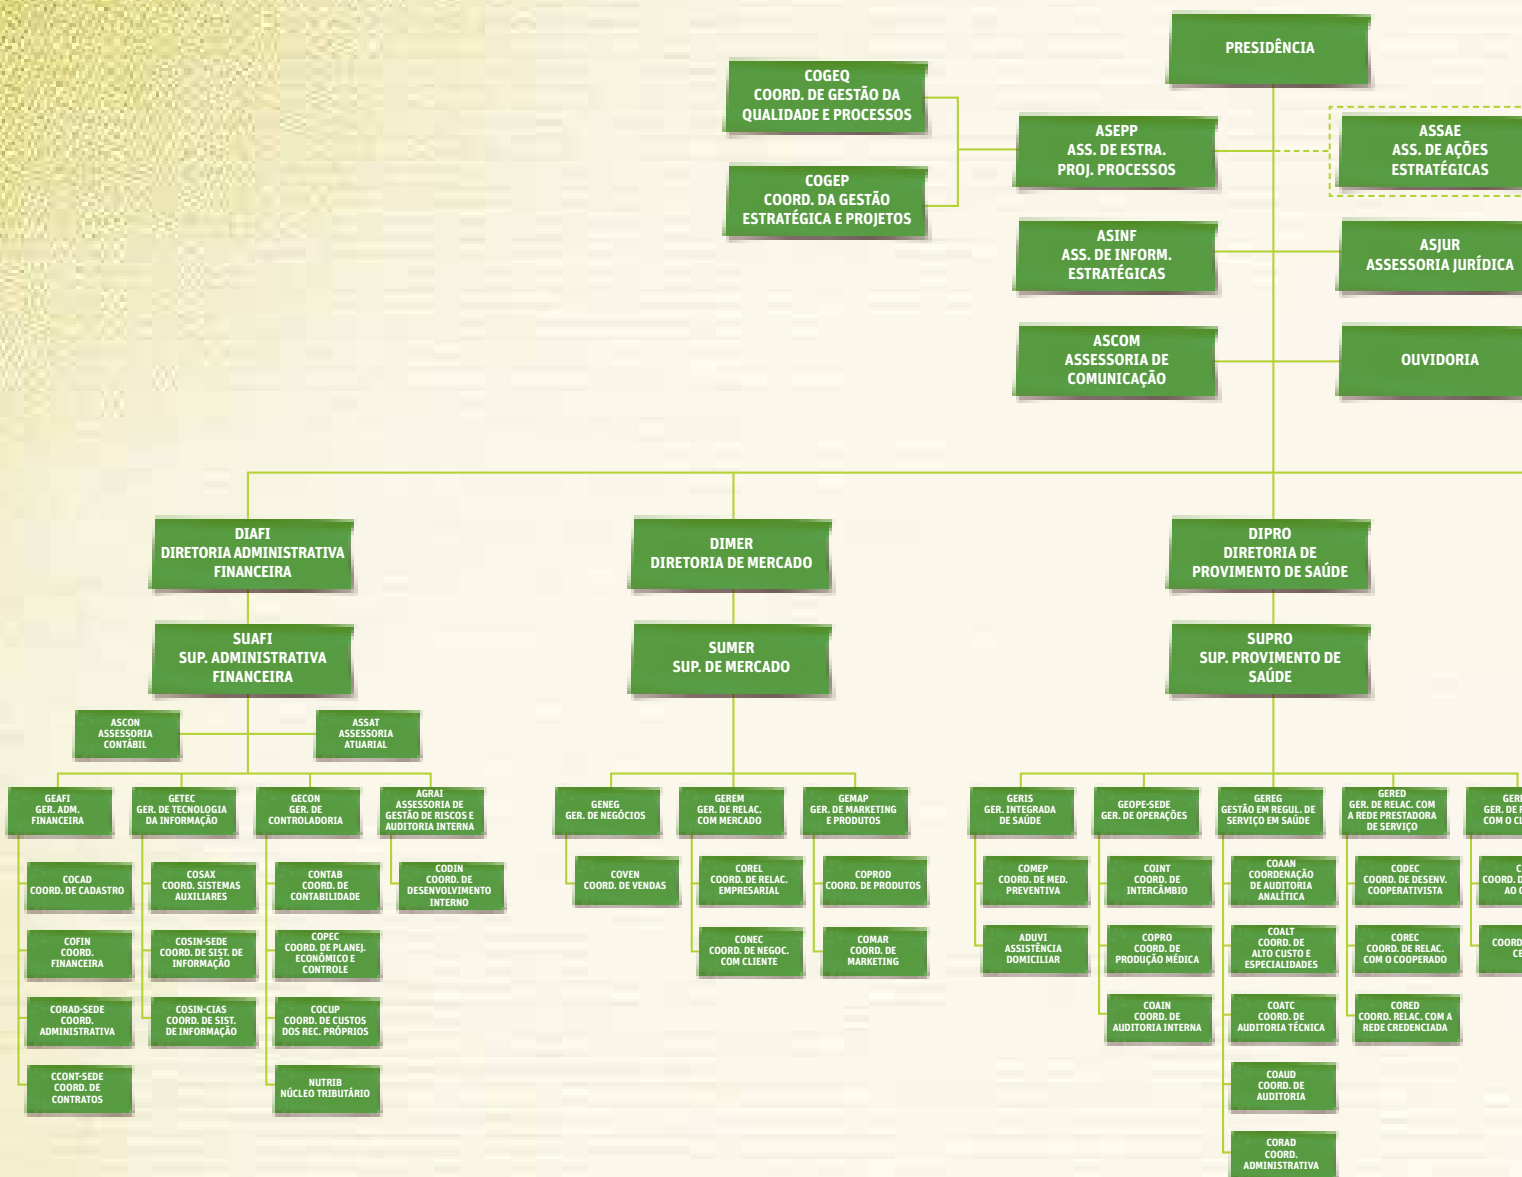 PRESIDÊNCIA
COGEQ
COORD. DE GESTÃO DA
QUALIDADE E PROCESSOS
COGEP
COORD. DA GESTÃO
ESTRATÉGICA E PROJETOS
ASEPP
ASS. DE ESTRA.
PROJ. PROCESSOS
ASSAE
ASS. DE AÇÕES
ESTRATÉGICAS
ASINF
ASS. DE INFORM.
ESTRATÉGICAS
ASJUR
ASSESSORIA JURÍDICA
ASCOM
ASSESSORIA DE
COMUNICAÇÃO
OUVIDORIA
DIAFI
DIRETORIA ADMINISTRATIVA
FINANCEIRA
DIMER
DIRETORIA DE MERCADO
DIPRO
DIRETORIA DE
PROVIMENTO DE SAÚDE
SUAFI
SUP. ADMINISTRATIVA
FINANCEIRA
SUMER
SUP. DE MERCADO
SUPRO
SUP. PROVIMENTO DE
SAÚDE
ASCON
ASSESSORIA
CONTÁBIL
ASSAT
ASSESSORIA
ATUARIAL
GEAFI
GER. ADM.
FINANCEIRA
COCAD
COORD. DE CADASTRO
COFIN
COORD.
FINANCEIRA
CORAD-SEDE
COORD.
ADMINISTRATIVA
CCONT-SEDE
COORD. DE
CONTRATOS
GETEC
GER. DE TECNOLOGIA
DA INFORMAÇÃO
COSAX
COORD. SISTEMAS
AUXILIARES
COSIN-SEDE
COORD. DE SIST. DE
INFORMAÇÃO
COSIN-CIAS
COORD. DE SIST.
DE INFORMAÇÃO
GECON
GER. DE
CONTROLADORIA
CONTAB
COORD. DE
CONTABILIDADE
COPEC
COORD. DE PLANEJ.
ECONÔMICO E
CONTROLE
COCUP
COORD. DE CUSTOS
DOS REC. PRÓPRIOS
NUTRIB
NÚCLEO TRIBUTÁRIO
AGRAI
ASSESSORIA DE
GESTÃO DE RISCOS E
AUDITORIA INTERNA
CODIN
COORD. DE
DESENVOLVIMENTO
INTERNO
GENEG
GER. DE NEGÓCIOS
COVEN
COORD. DE VENDAS
GEREM
GER. DE RELAC.
COM MERCADO
COREL
COORD. DE RELAC.
EMPRESARIAL
CONEC
COORD. DE NEGOC.
COM CLIENTE
GEMAP
GER. DE MARKETING
E PRODUTOS
COPROD
COORD. DE PRODUTOS
COMAR
COORD. DE
MARKETING
GERIS
GER. INTEGRADA
DE SAÚDE
COMEP
COORD. DE MED.
PREVENTIVA
ADUVI
ASSISTÊNCIA
DOMICILIAR
GEOPE-SEDE
GER. DE OPERAÇÕES
COINT
COORD. DE
INTERCÂMBIO
COPRO
COORD. DE
PRODUÇÃO MÉDICA
COAIN
COORD. DE
AUDITORIA INTERNA
GEREG
GESTÃO EM REGUL. DE
SERVIÇO EM SAÚDE
COAAN
COORDENAÇÃO
DE AUDITORIA
ANALÍTICA
COALT
COORD. DE
ALTO CUSTO E
ESPECIALIDADES
COATC
COORD. DE
AUDITORIA TÉCNICA
COAUD
COORD. DE
AUDITORIA
CORAD
COORD.
ADMINISTRATIVA
GERED
GER. DE RELAC. COM
A REDE PRESTADORA
DE SERVIÇO
CODEC
COORD. DE DESENV.
COOPERATIVISTA
COREC
COORD. DE RELAC.
COM O COOPERADO
CORED
COORD. RELAC. COM A
REDE CREDENCIADA
GER. DE
COM O
COORD.
AO
COORD.